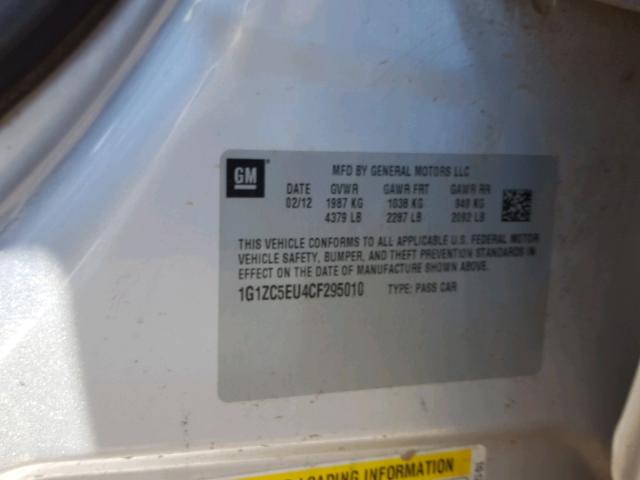 GM
MFD BY GENERAL MOTORS LLC
DATE GVWR GAWR FRT GAWR RR
02/12 1987 KG 1038 KG 949 KG
4379 LB 2287 LB 2092 LB
THIS VEHICLE CONFORMS TO ALL APPLICABLE U.S. FEDERAL MOTOR
VEHICLE SAFETY, BUMPER, AND THEFT PREVENTION STANDARDS IN
EFFECT ON THE DATE OF MANUFACTURE SHOWN ABOVE.
1G1ZC5EU4CF295010 TYPE: PASS CAR
LOADING INFORMATION